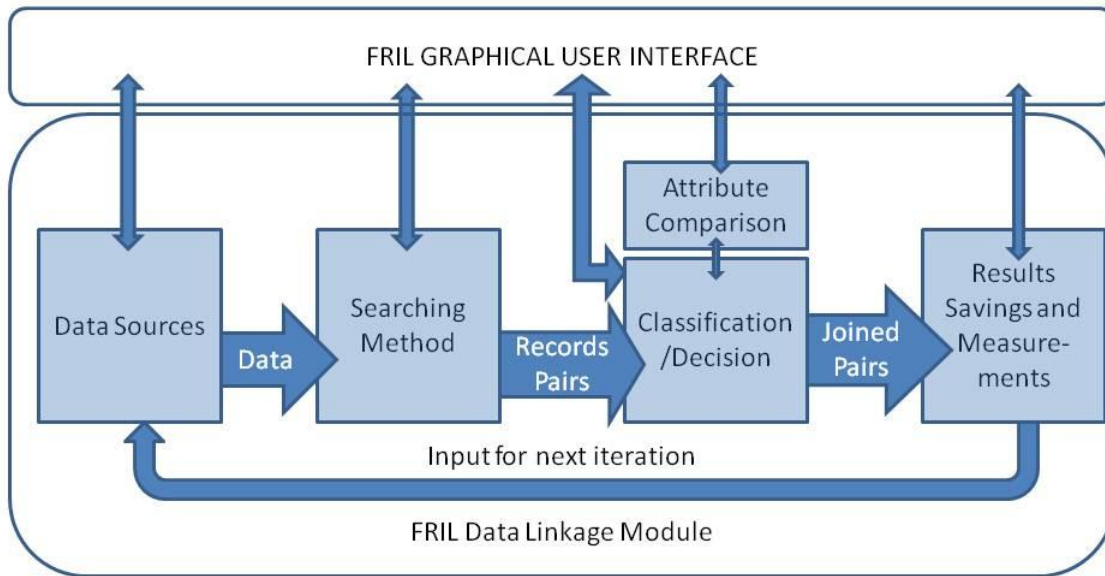 FRIL GRAPHICAL USER INTERFACE
Attribute
Comparison
Data Sources
Data
Searching
Method
Records
Pairs
Classification
/Decision
Joined
Pairs
Results
Savings and
Measure-
ments
Input for next iteration
FRIL Data Linkage Module